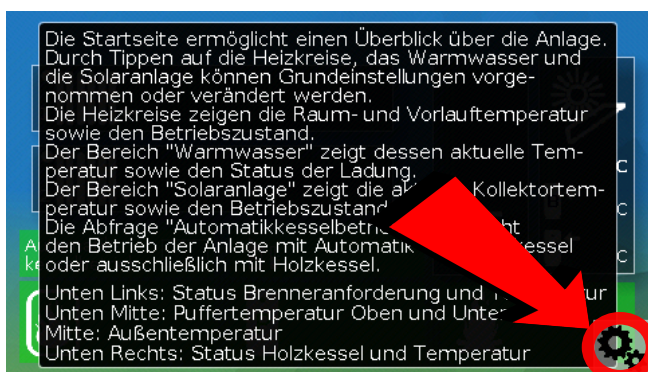 Die Startseite ermöglicht einen Überblick über die Anlage.
Durch Tippen auf die Heizkreise, das Warmwasser und
die Solaranlage können Grundeinstellungen vorge-
nommen oder verändert werden.
Die Heizkreise zeigen die Raum- und Vorlauftemperatur
sowie den Betriebszustand.
Der Bereich "Warmwasser" zeigt dessen aktuelle Tem-
peratur sowie den Status der Ladung.
Der Bereich "Solaranlage" zeigt die Kollektortem-
peratur sowie den Betriebszustand
Die Abfrage
den Betrieb der Anlage mit
oder ausschließlich mit Holzkessel.
Unten Links: Status Brenneranforderung und
Unten Mitte: Puffertemperatur Oben und
Mitte: Außentemperatur
Unten Rechts: Status Holzkessel und Temperatur